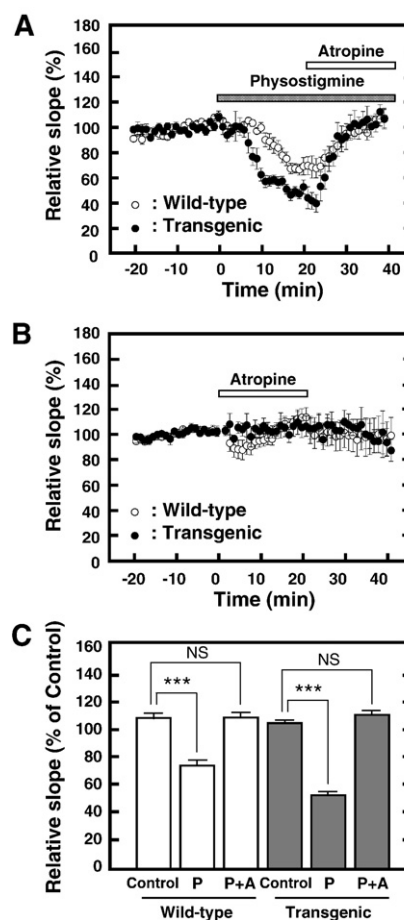 A
Relative slope (%)
180
160
140
120
100
80
60
40
20
0
Atropine
Physostigmine
: Wild-type
: Transgenic
-20 -10 0 10 20 30 40
Time (min)
B
Relative slope (%)
180
160
140
120
100
80
60
40
20
0
Atropine
: Wild-type
: Transgenic
-20 -10 0 10 20 30 40
Time (min)
C
Relative slope (% of Control)
160
140
120
100
80
60
40
20
0
NS NS
*** ***
Control P P+A Control P P+A
Wild-type Transgenic